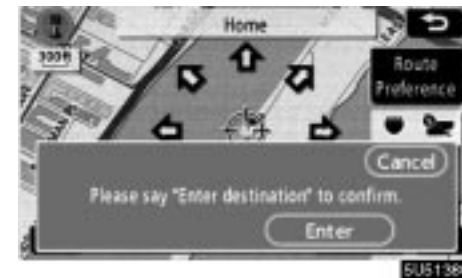 Home
300ft
Route
Preference
Cancel
Please say "Enter destination" to confirm.
Enter
5U5138